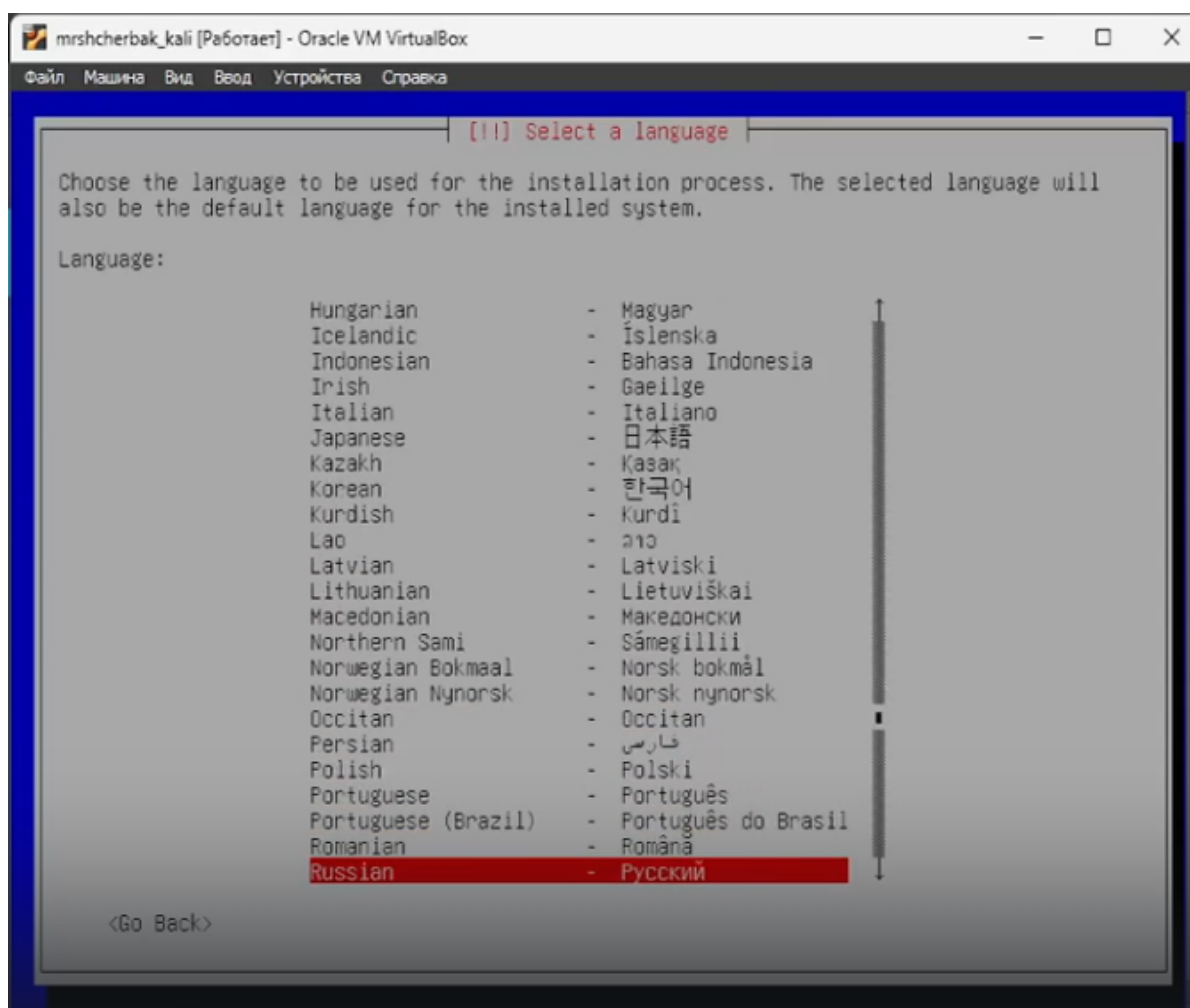 mrshcherbak_kali [Работает] - Oracle VM VirtualBox
Файл Машина Вид Ввод Устройства Справка
[!!] Select a language
Choose the language to be used for the installation process. The selected language will
also be the default language for the installed system.
Language:
Hungarian - Magyar
Icelandic - Íslenska
Indonesian - Bahasa Indonesia
Irish - Gaeilge
Italian - Italiano
Japanese - 日本語
Kazakh - Қазақ
Korean - 한국어
Kurdish - Kurdî
Lao - ລາວ
Latvian - Latviski
Lithuanian - Lietuviškai
Macedonian - Македонски
Northern Sami - Sámegillii
Norwegian Bokmaal - Norsk bokmål
Norwegian Nynorsk - Norsk nynorsk
Occitan - Occitan
Persian - فارسی
Polish - Polski
Portuguese - Português
Portuguese (Brazil) - Português do Brasil
Romanian - Română
Russian - Русский
<Go Back>